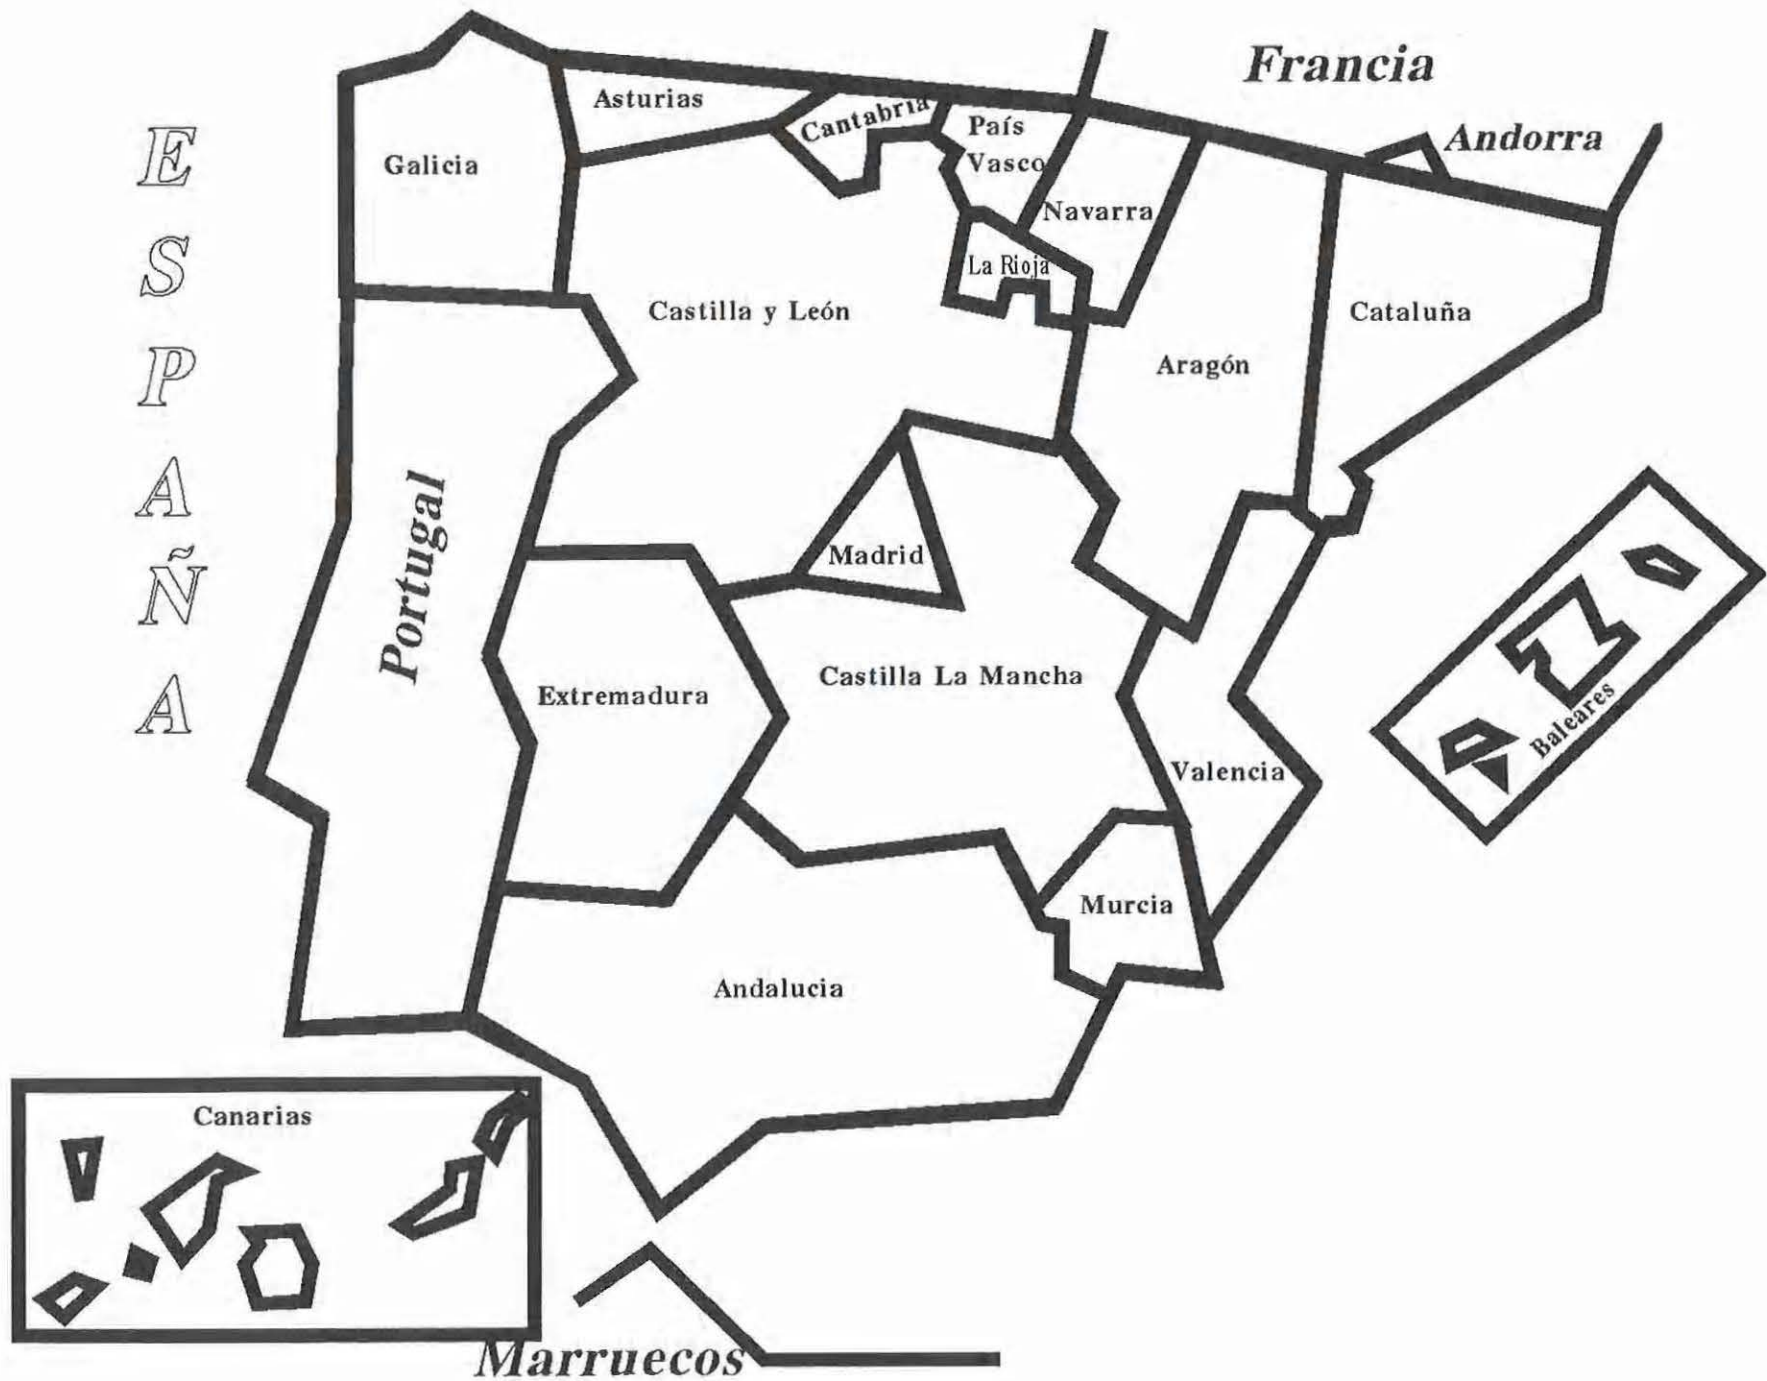 ESPAÑA
Francia
Andorra
Asturias
Cantabria
País
Vasco
Galicia
Navarra
La Rioja
Castilla y León
Cataluña
Aragón
Portugal
Madrid
Extremadura
Castilla La Mancha
Baleares
Valencia
Murcia
Andalucia
Canarias
Marruecos